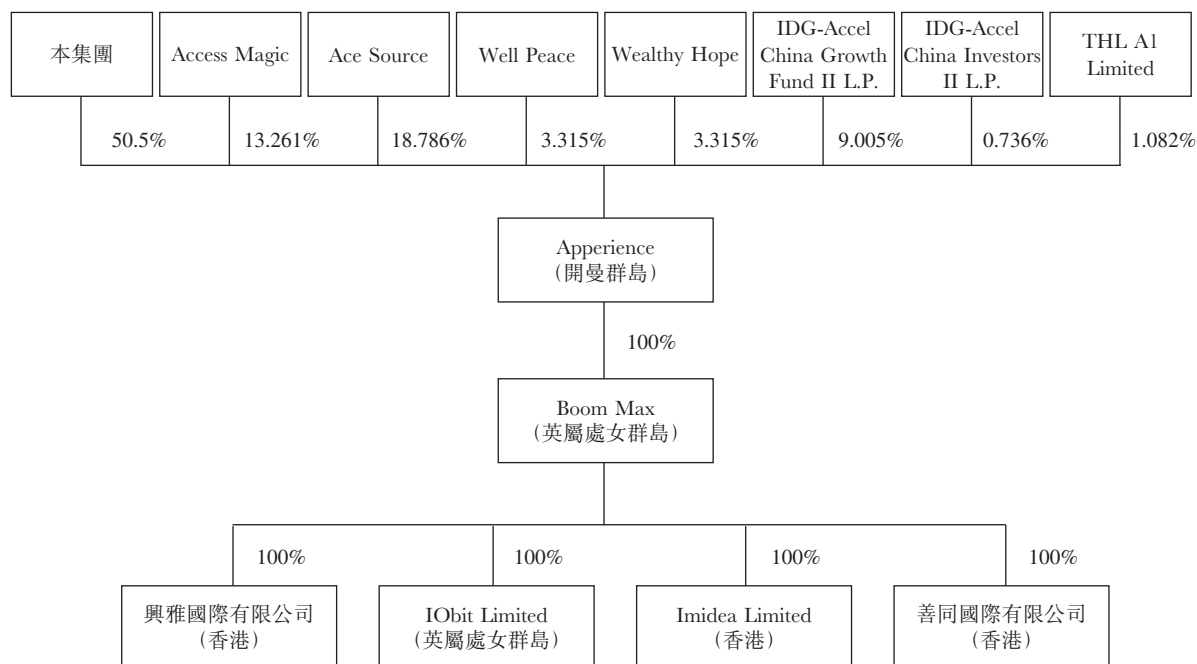 本集團
Access Magic
Ace Source
Well Peace
Wealthy Hope
IDG-Accel
China Growth
Fund II L.P.
IDG-Accel
China Investors
II L.P.
THL A1
Limited
50.5%
13.261%
18.786%
3.315%
3.315%
9.005%
0.736%
1.082%
Apperience
(開曼群島)
100%
Boom Max
(英屬處女群島)
100%
100%
100%
100%
興雅國際有限公司
(香港)
IObit Limited
(英屬處女群島)
Imidea Limited
(香港)
善同國際有限公司
(香港)